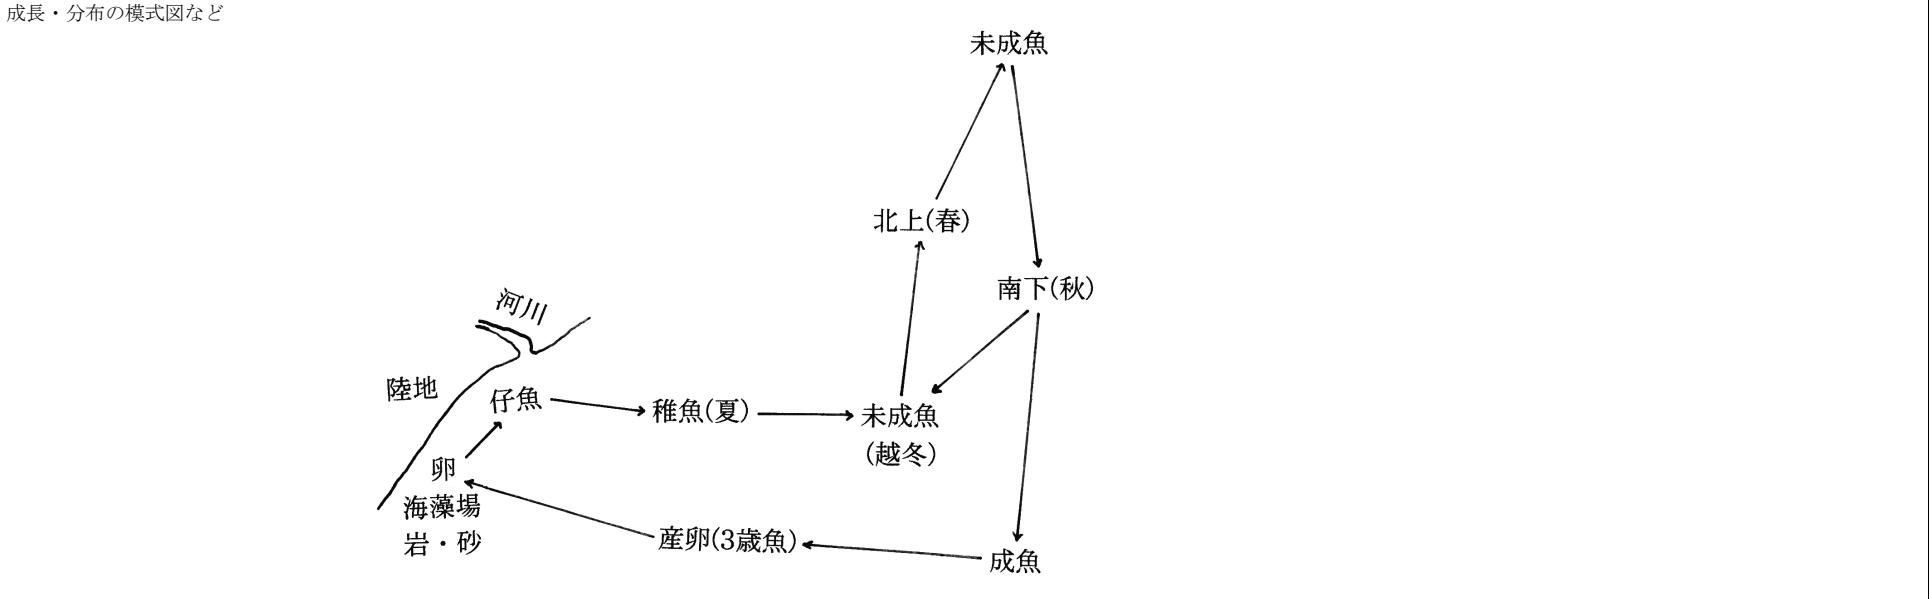 成長・分布の模式図など
未成魚
北上(春)
南下(秋)
河川
陸地
仔魚
稚魚(夏)
未成魚
(越冬)
卵
海藻場
岩・砂
産卵(3歳魚)
成魚